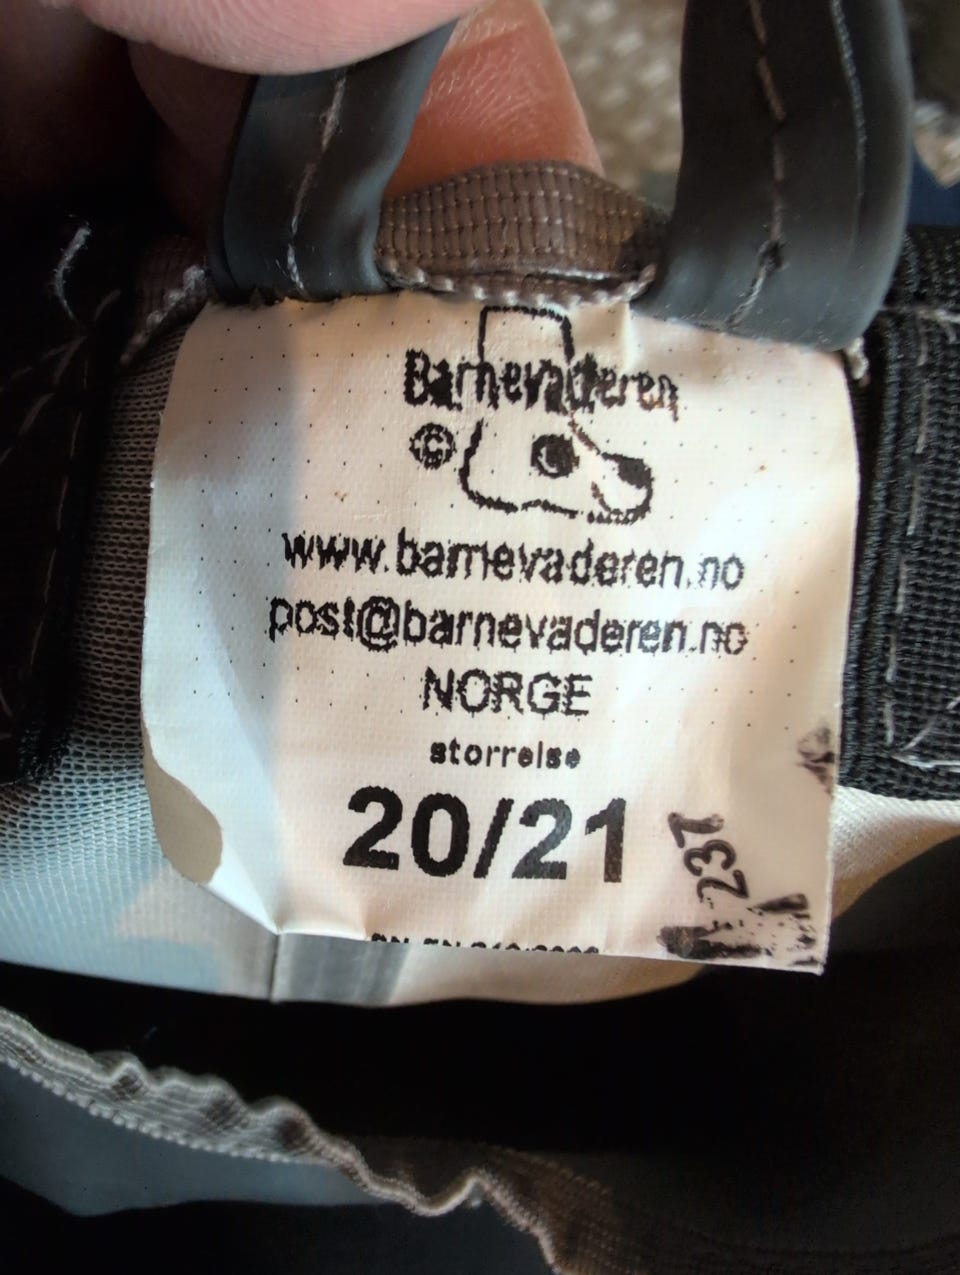 Barnevaderen
©
www.barnevaderen.no
post@barnevaderen.no
NORGE
storrelse
20/21
237